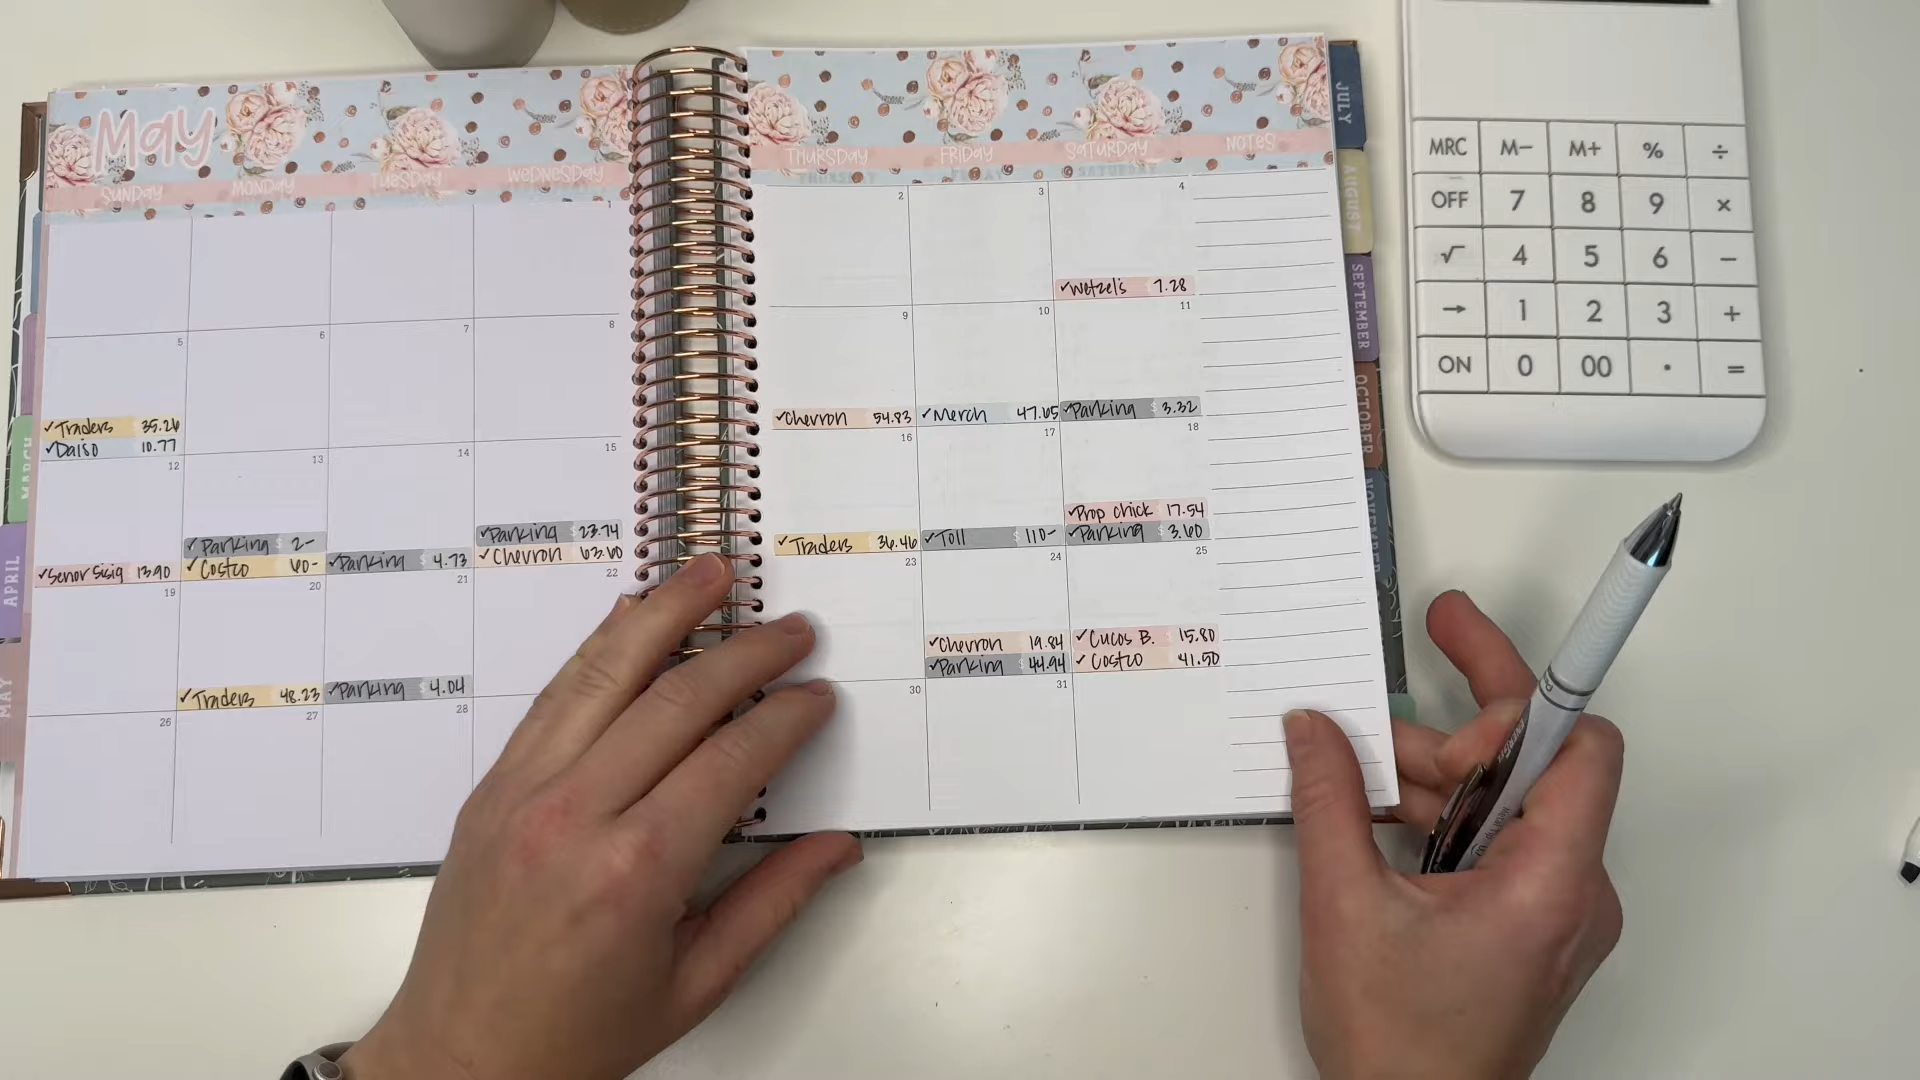 May
SUNDAY MONDAY TUESDAY WEDNESDAY
THURSDAY FRIDAY SATURDAY NOTES
1
2 3 4
✓Wetzel's 7.28
5 6 7 8
✓Traders 35.26
✓Daiso 10.77
9 10 11
✓Chevron 54.83
✓Merch 47.65
✓Parking $3.32
12 13 14 15
✓Senor Sisig 13.90
✓Parking $2-
✓Costco 60-
✓Parking $4.73
✓Parking $23.74
✓Chevron 63.60
16 17 18
✓Traders 36.46
✓Toll $110-
✓Prop chick 17.54
✓Parking $3.60
19 20 21 22
✓Traders 48.23
✓Parking $4.04
23 24 25
✓Chevron 19.84
✓Parking $44.94
✓Cucos B. 15.80
✓Costco 41.50
26 27 28
30 31
MARCH
APRIL
MAY
JULY
AUGUST
SEPTEMBER
OCTOBER
NOVEMBER
MRC M− M+ % ÷
OFF 7 8 9 ×
√ 4 5 6 −
→ 1 2 3 +
ON 0 00 · =